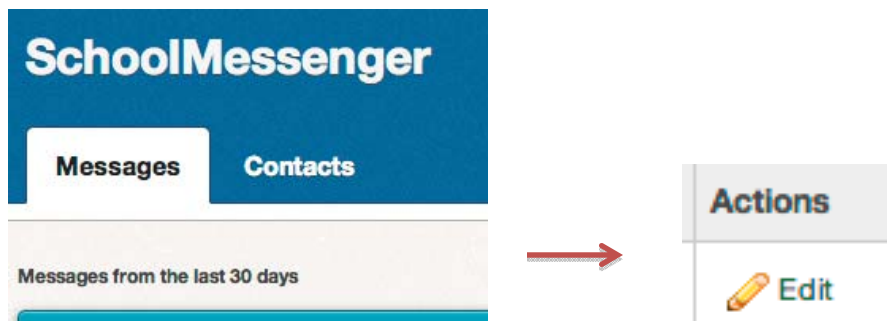 SchoolMessenger
Messages Contacts
Messages from the last 30 days
Actions
Edit